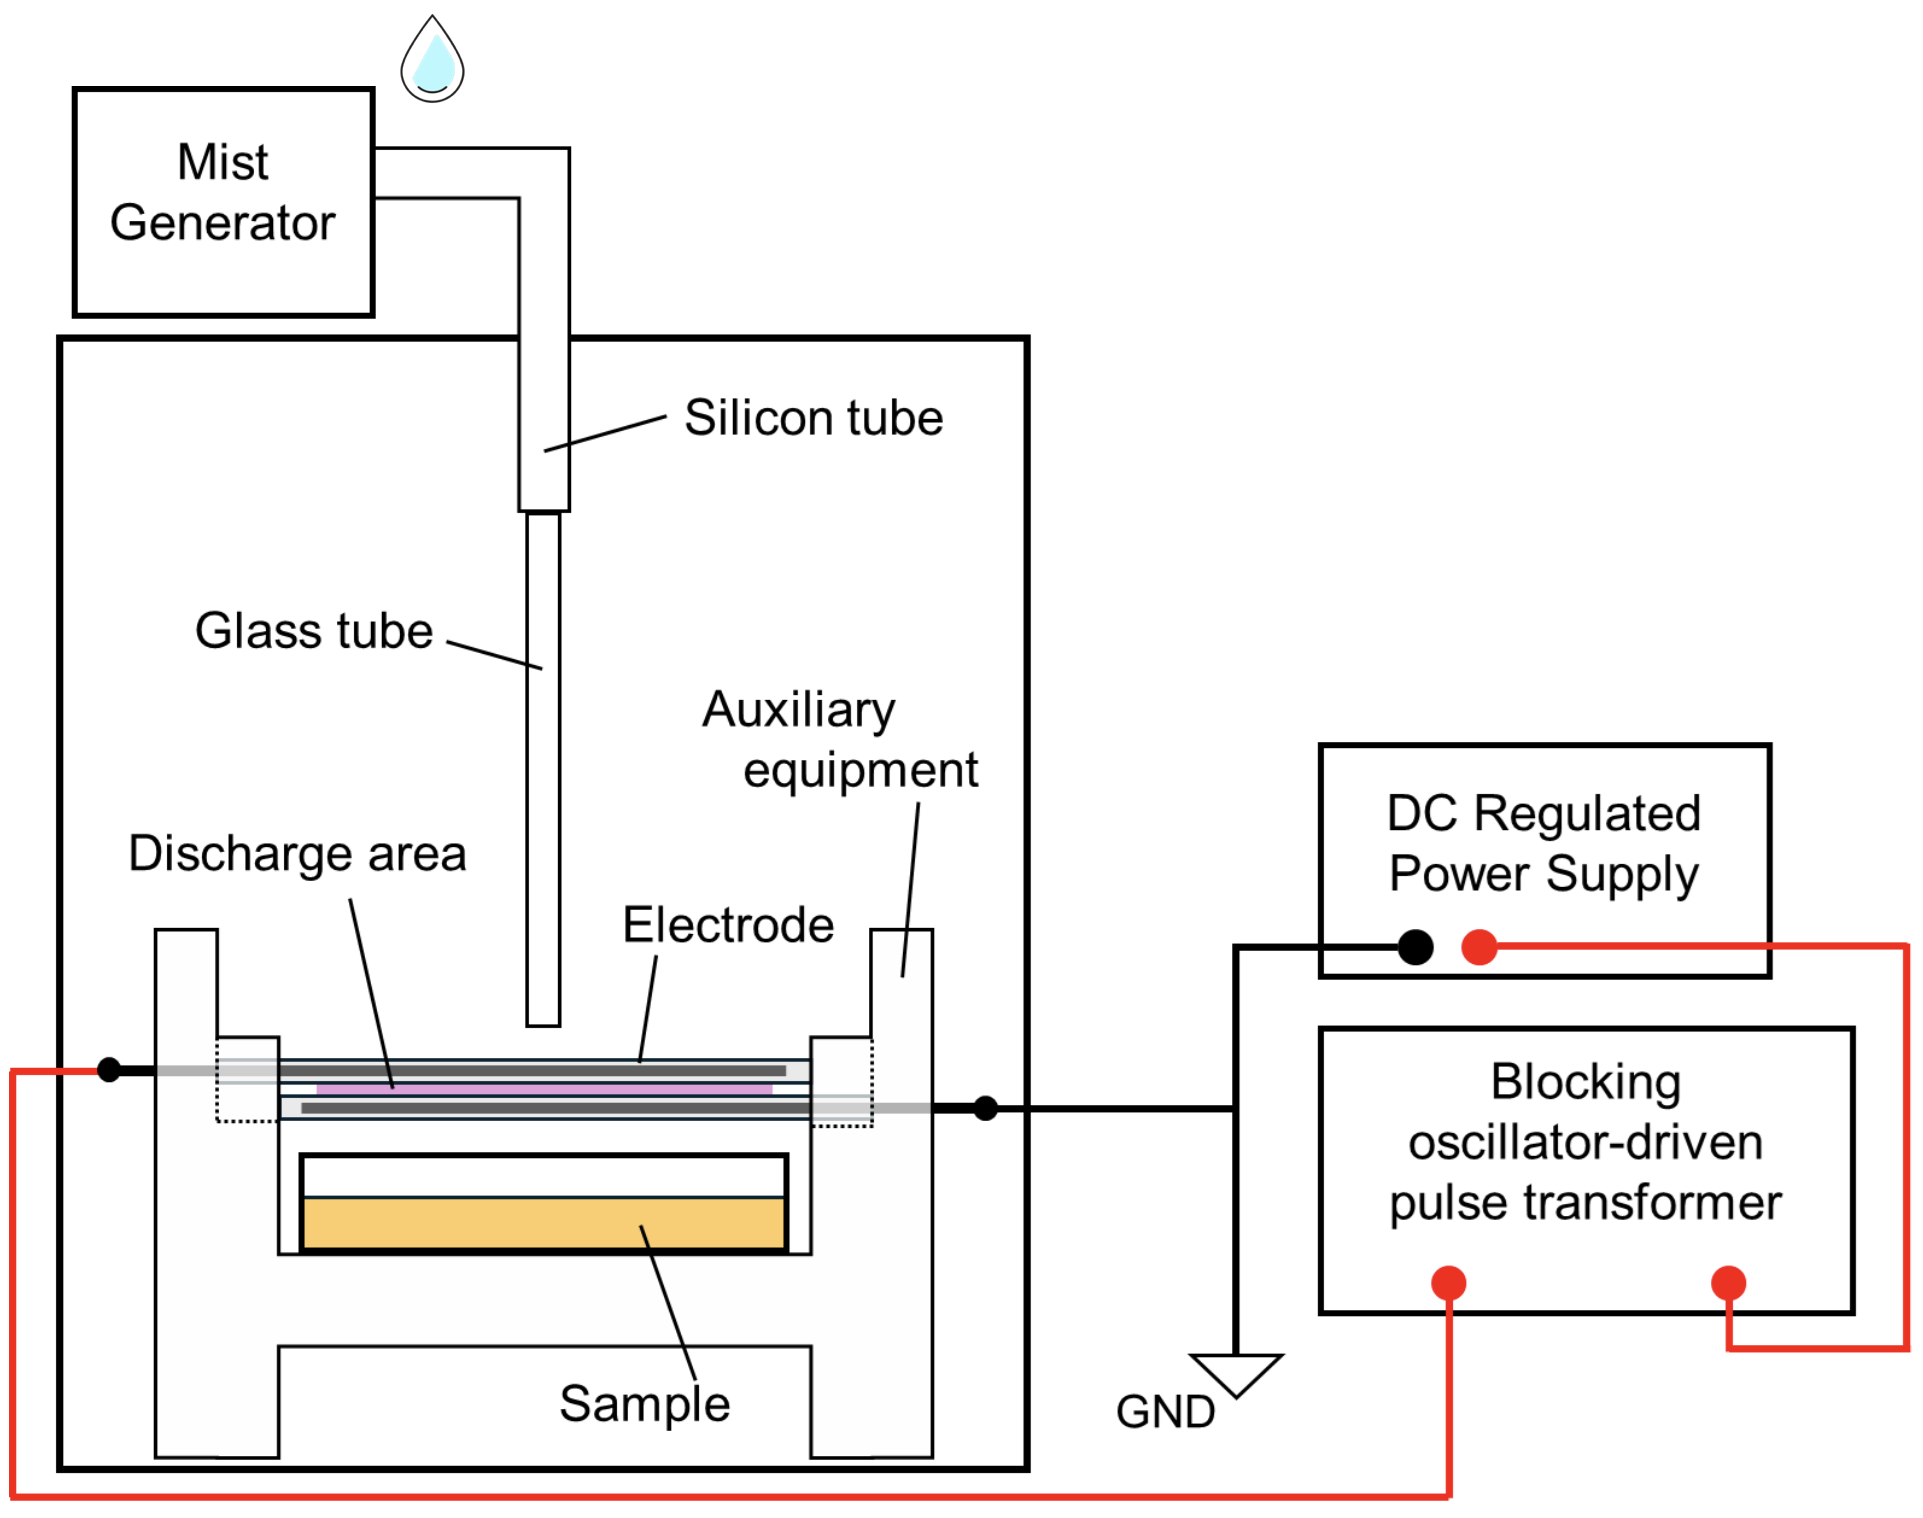 Mist
Generator
Silicon tube
Glass tube
Auxiliary
equipment
Discharge area
Electrode
DC Regulated
Power Supply
Blocking
oscillator-driven
pulse transformer
Sample
GND